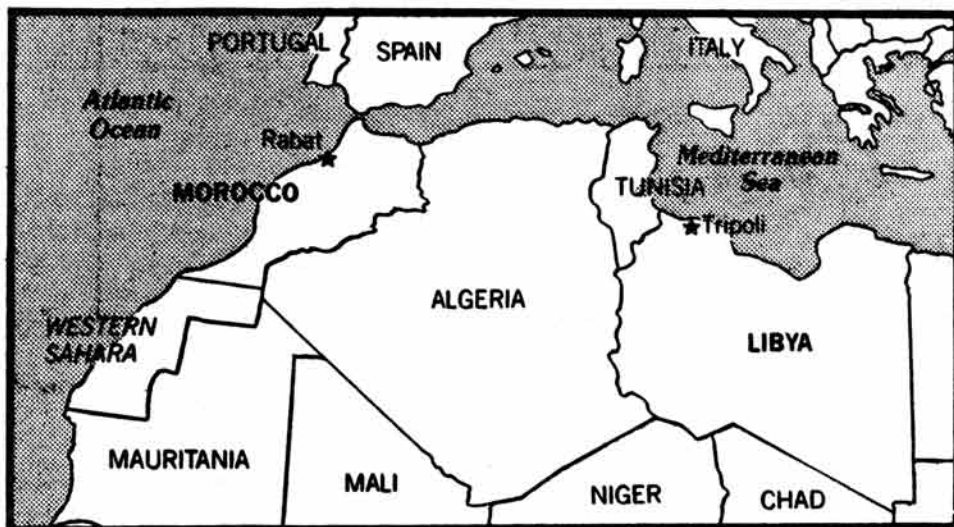 PORTUGAL
SPAIN
ITALY
Atlantic
Ocean
Rabat
MOROCCO
Mediterranean
Sea
TUNISIA
Tripoli
ALGERIA
WESTERN
SAHARA
LIBYA
MAURITANIA
MALI
NIGER
CHAD